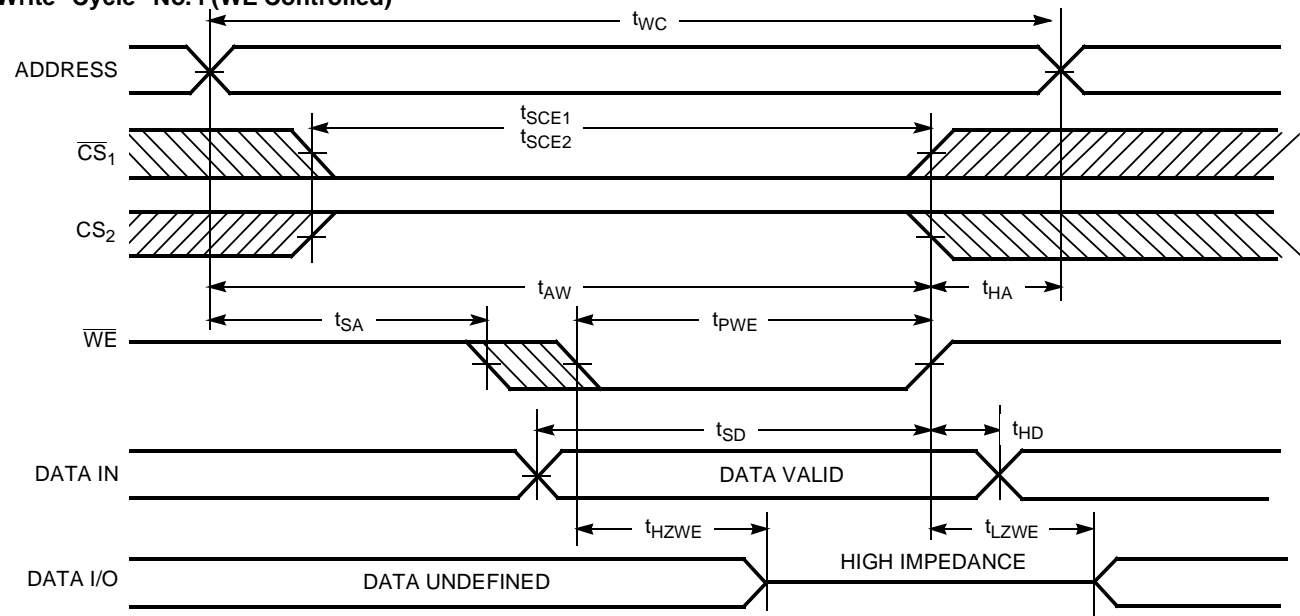 Write Cycle No.1 (WE Controlled)
tWC
ADDRESS
tSCE1
tSCE2
CS1
CS2
tAW
tHA
tSA
tPWE
WE
tSD
tHD
DATA IN
DATA VALID
tHZWE
tLZWE
HIGH IMPEDANCE
DATA I/O
DATA UNDEFINED